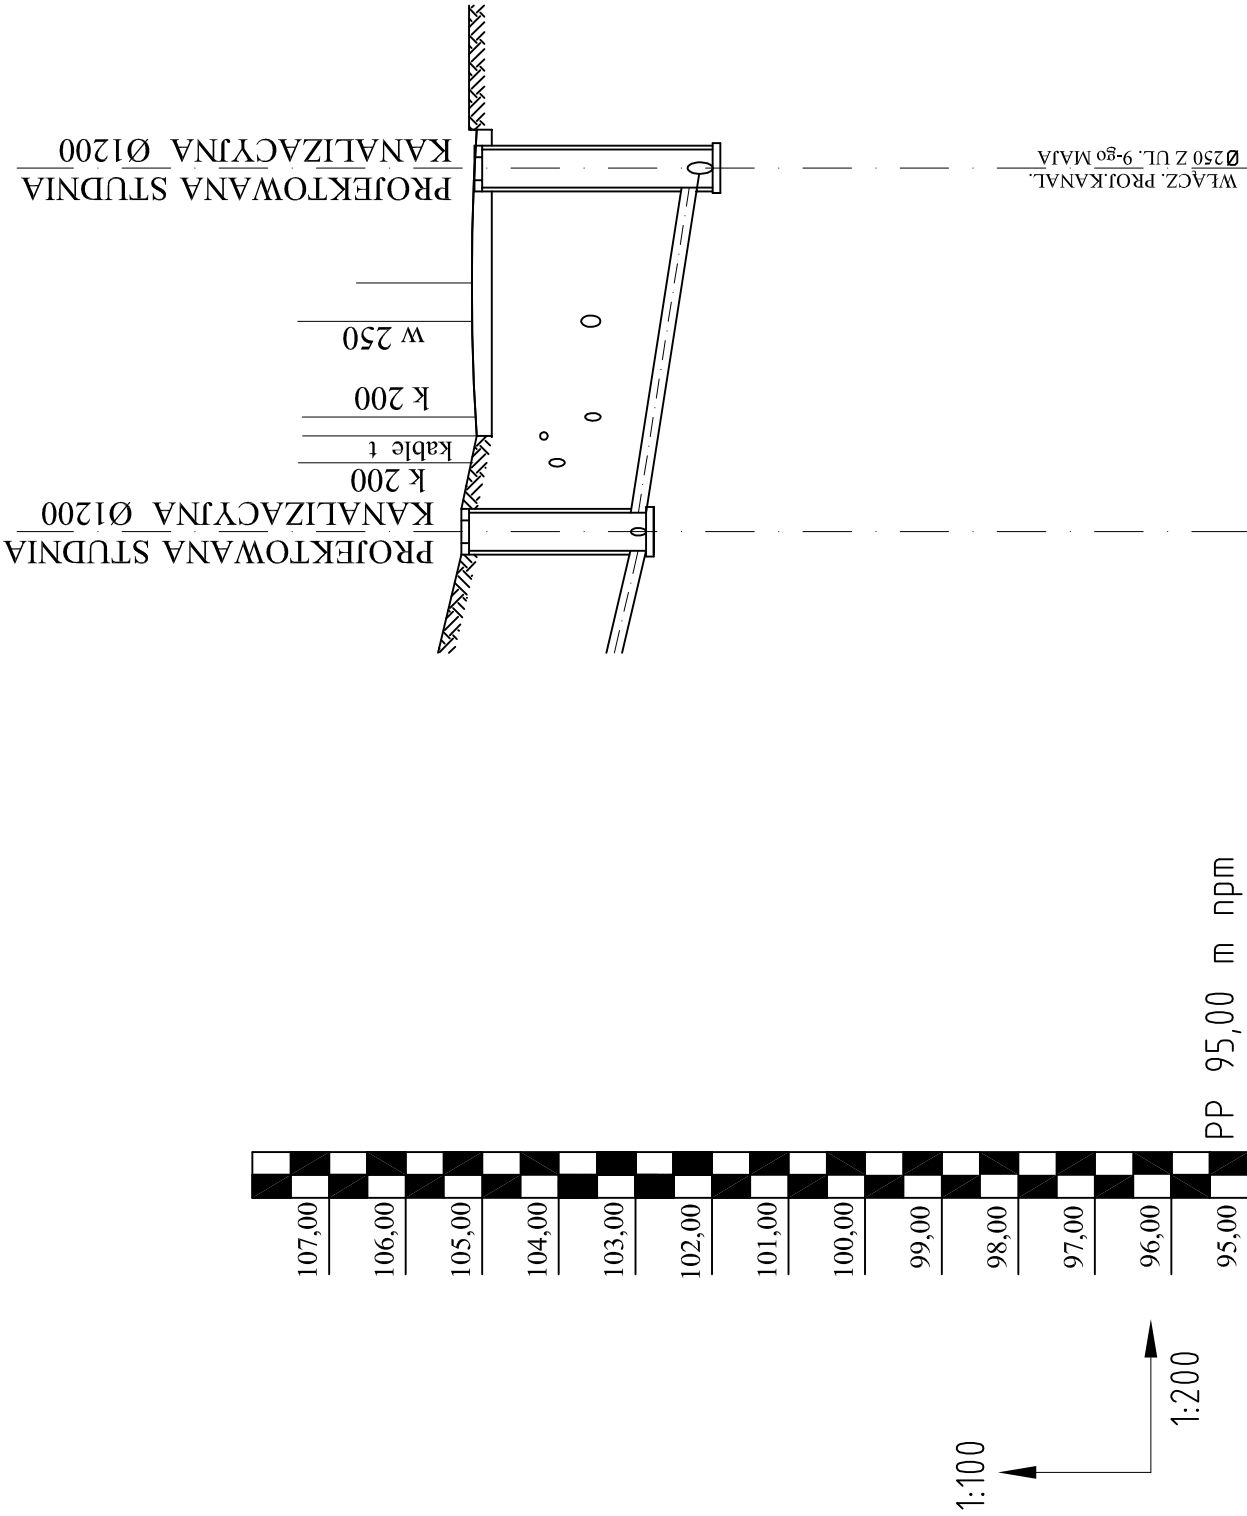 PROJEKTOWANA STUDNIA
KANALIZACYJNA Ø1200
w 250
k 200
kable t
k 200
PROJEKTOWANA STUDNIA
KANALIZACYJNA Ø1200
WŁĄCZ. PROJ.KANAL.
Ø250 Z UL. 9-go MAJA
107,00
106,00
105,00
104,00
103,00
102,00
101,00
100,00
99,00
98,00
97,00
96,00
95,00
PP 95,00 m npm
1:100
1:200